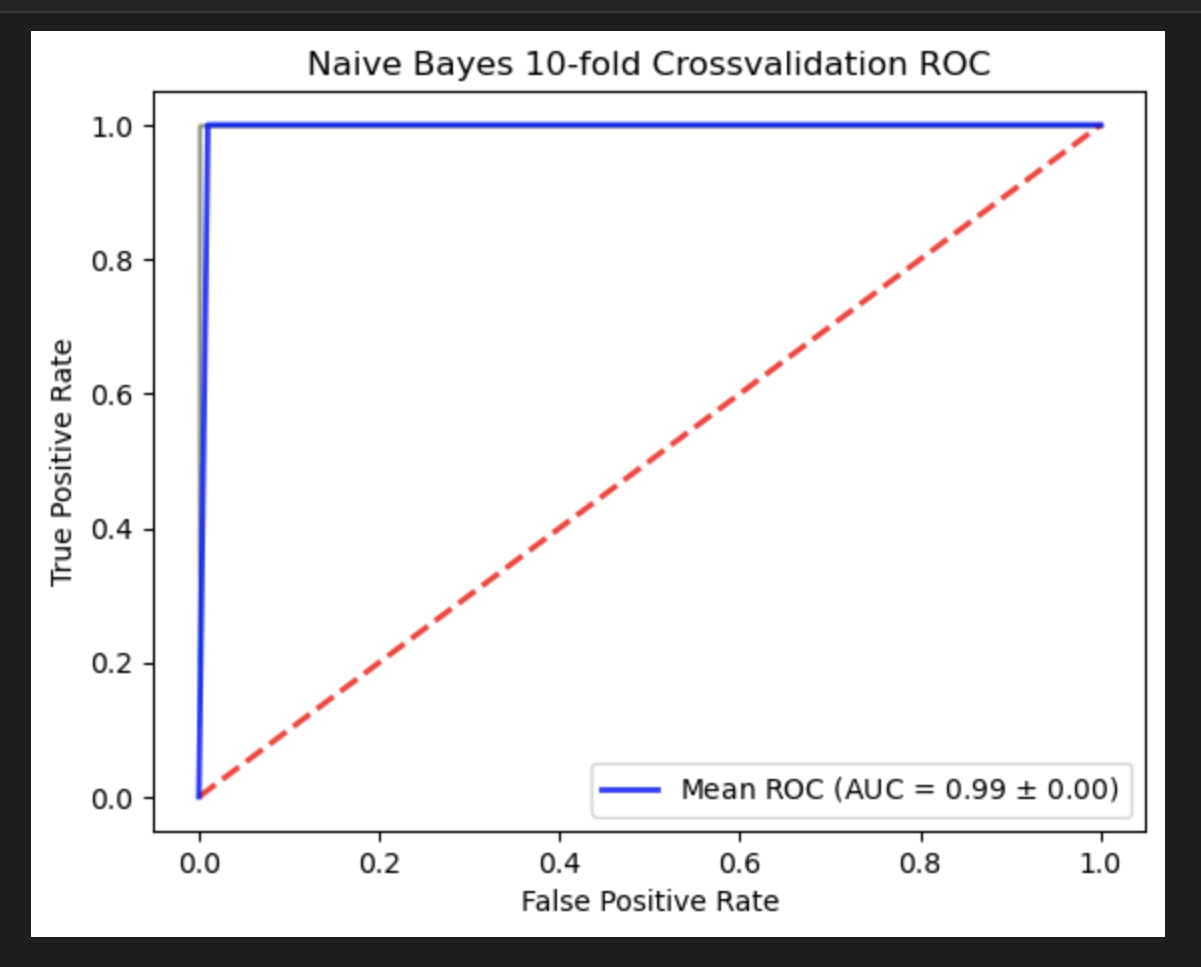 Naive Bayes 10-fold Crossvalidation ROC
1.0
0.8
0.6
0.4
0.2
0.0
True Positive Rate
Mean ROC (AUC = 0.99 ± 0.00)
0.0 0.2 0.4 0.6 0.8 1.0
False Positive Rate